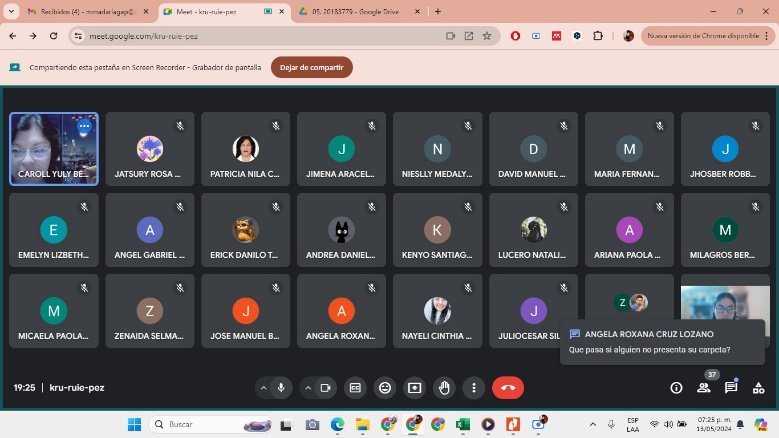 Recibidos (4) - mmadariagap@
Meet - kru-ruie-pez
05. 20183779 - Google Drive
meet.google.com/kru-ruie-pez
Nueva versión de Chrome disponible
Compartiendo esta pestaña en Screen Recorder - Grabador de pantalla
Dejar de compartir
CAROLL YULY BE...
JATSURY ROSA ...
PATRICIA NILA C...
J
JIMENA ARACEL...
N
NIESLLY MEDALY...
D
DAVID MANUEL ...
M
MARIA FERNAN...
J
JHOSBER ROBB...
E
EMELYN LIZBETH...
A
ANGEL GABRIEL ...
ERICK DANILO T...
ANDREA DANIEL...
K
KENYO SANTIAG...
LUCERO NATALI...
A
ARIANA PAOLA ...
M
MILAGROS BER...
M
MICAELA PAOLA...
Z
ZENAIDA SELMA...
J
JOSE MANUEL B...
A
ANGELA ROXAN...
NAYELI CINTHIA ...
J
JULIOCESAR SIL
Z
ANGELA ROXANA CRUZ LOZANO
Que pasa si alguien no presenta su carpeta?
19:25 | kru-ruie-pez
37
Buscar
ESP
LAA
07:25 p. m.
13/05/2024